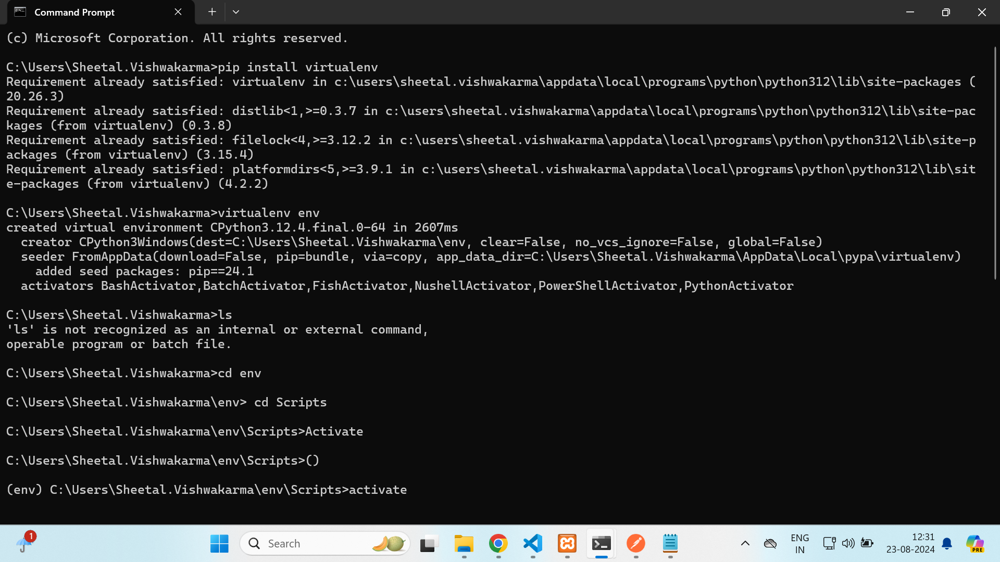 Command Prompt
(c) Microsoft Corporation. All rights reserved.
C:\Users\Sheetal.Vishwakarma>pip install virtualenv
Requirement already satisfied: virtualenv in c:\users\sheetal.vishwakarma\appdata\local\programs\python\python312\lib\site-packages (
20.26.3)
Requirement already satisfied: distlib<1,>=0.3.7 in c:\users\sheetal.vishwakarma\appdata\local\programs\python\python312\lib\site-pac
kages (from virtualenv) (0.3.8)
Requirement already satisfied: filelock<4,>=3.12.2 in c:\users\sheetal.vishwakarma\appdata\local\programs\python\python312\lib\site-p
ackages (from virtualenv) (3.15.4)
Requirement already satisfied: platformdirs<5,>=3.9.1 in c:\users\sheetal.vishwakarma\appdata\local\programs\python\python312\lib\sit
e-packages (from virtualenv) (4.2.2)
C:\Users\Sheetal.Vishwakarma>virtualenv env
created virtual environment CPython3.12.4.final.0-64 in 2607ms
  creator CPython3Windows(dest=C:\Users\Sheetal.Vishwakarma\env, clear=False, no_vcs_ignore=False, global=False)
  seeder FromAppData(download=False, pip=bundle, via=copy, app_data_dir=C:\Users\Sheetal.Vishwakarma\AppData\Local\pypa\virtualenv)
    added seed packages: pip==24.1
  activators BashActivator,BatchActivator,FishActivator,NushellActivator,PowerShellActivator,PythonActivator
C:\Users\Sheetal.Vishwakarma>ls
'ls' is not recognized as an internal or external command,
operable program or batch file.
C:\Users\Sheetal.Vishwakarma>cd env
C:\Users\Sheetal.Vishwakarma\env> cd Scripts
C:\Users\Sheetal.Vishwakarma\env\Scripts>Activate
C:\Users\Sheetal.Vishwakarma\env\Scripts>()
(env) C:\Users\Sheetal.Vishwakarma\env\Scripts>activate
1
Search
ENG
IN
12:31
23-08-2024
PRE